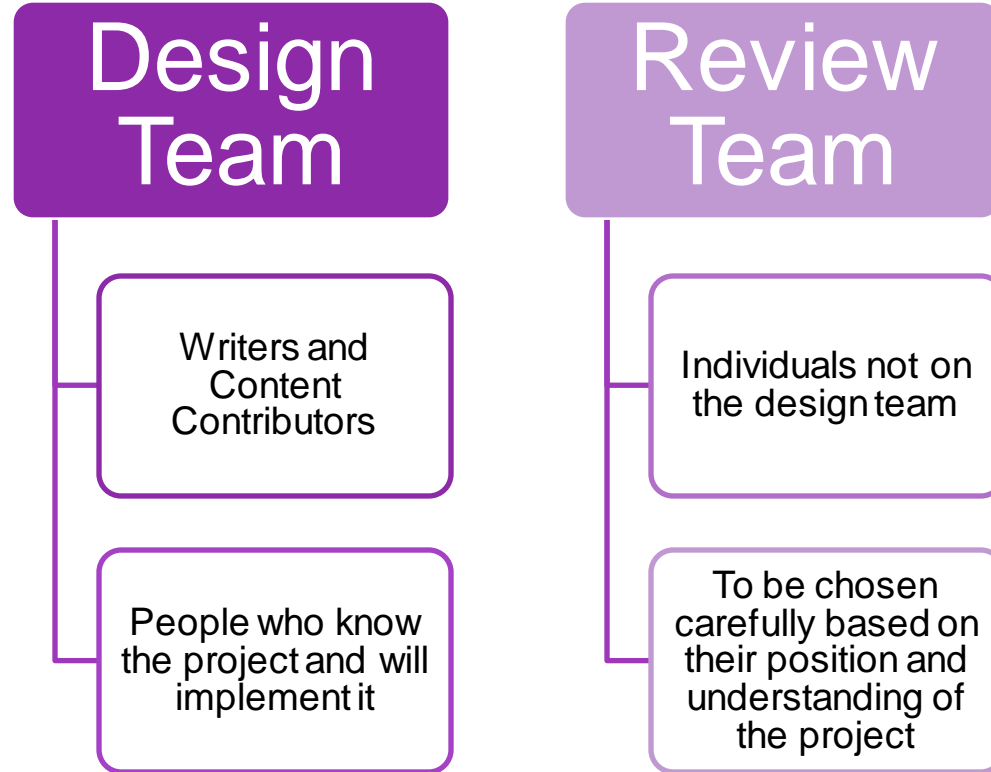 Design
Team
Writers and
Content
Contributors
People who know
the project and will
implement it
Review
Team
Individuals not on
the design team
To be chosen
carefully based on
their position and
understanding of
the project